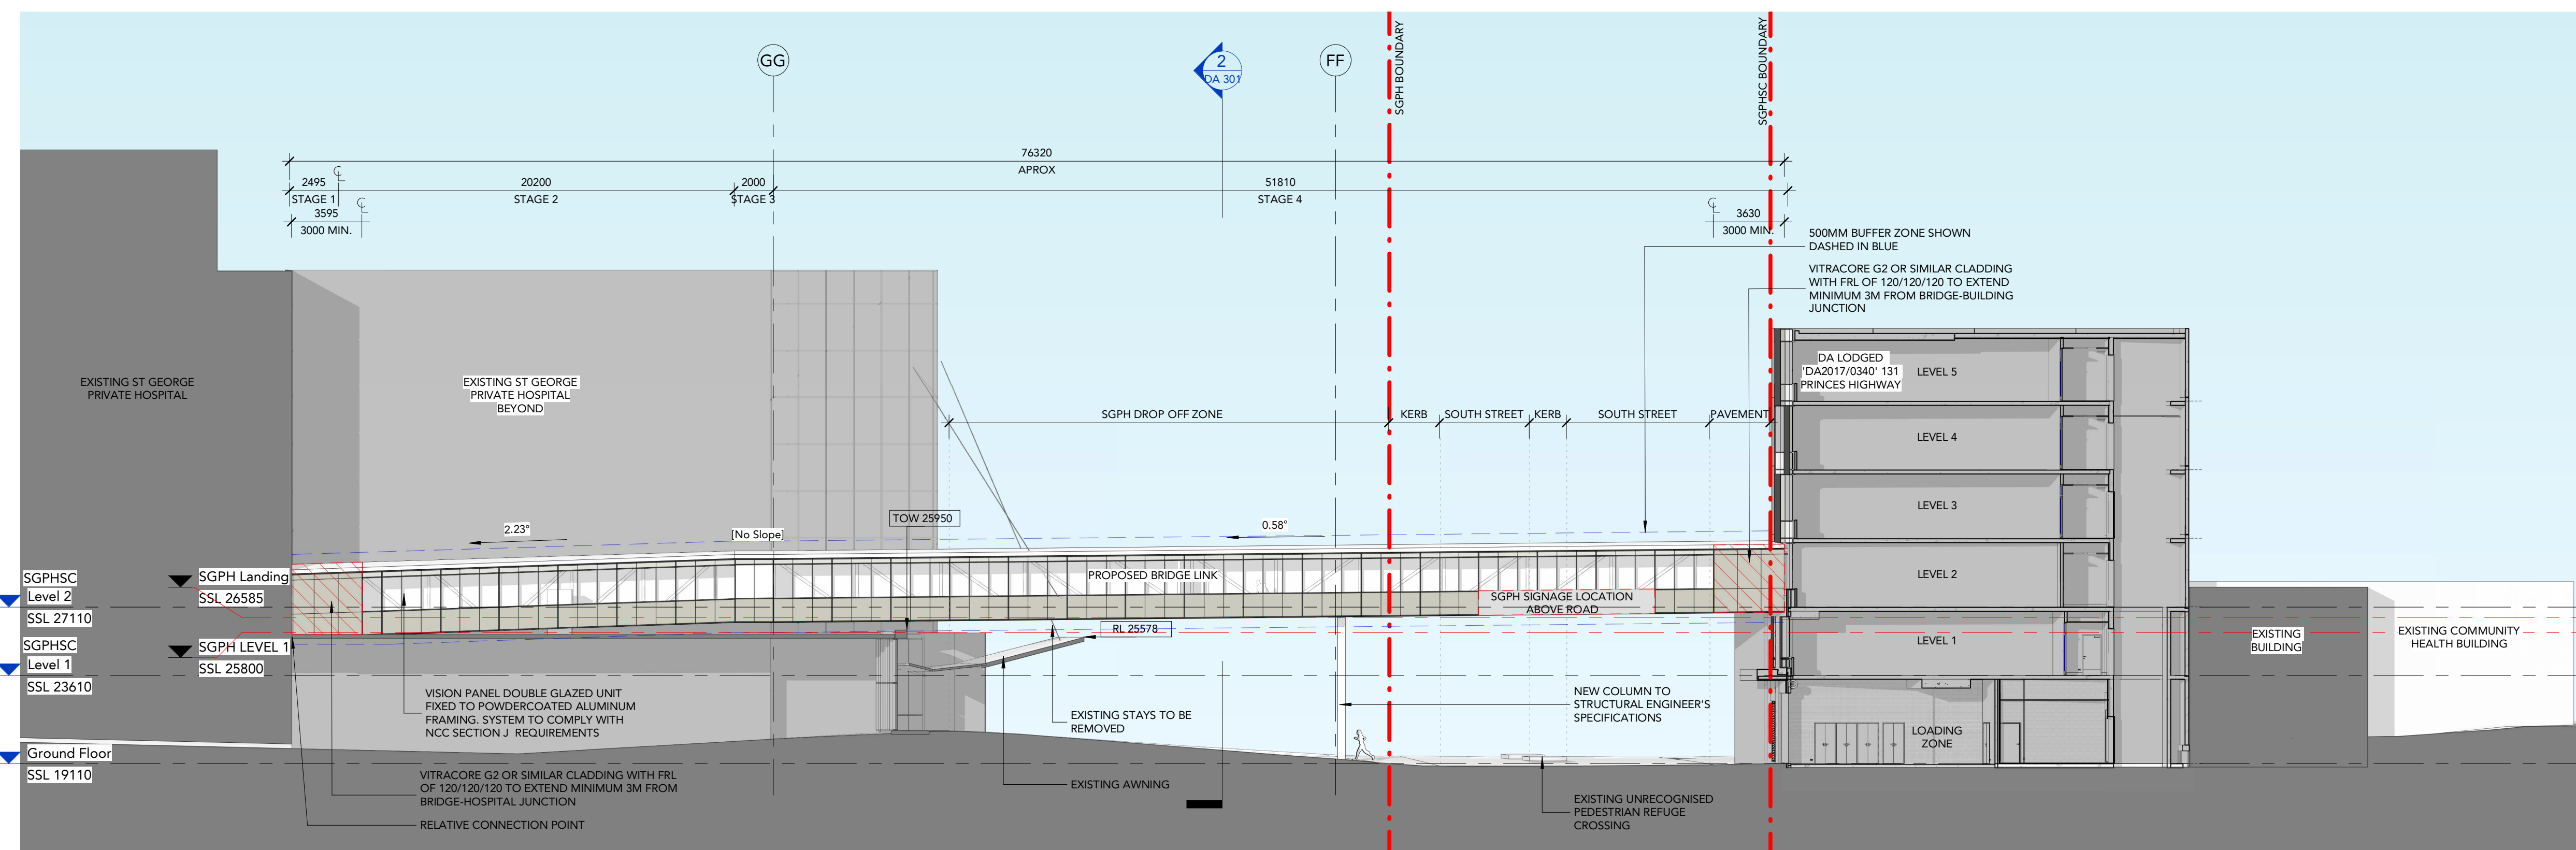 SGPH BOUNDARY
SGPHSC BOUNDARY
GG
2
DA 301
FF
76320
APROX
2495
20200
2000
51810
STAGE 1
STAGE 2
STAGE 3
STAGE 4
3595
3000 MIN.
3630
3000 MIN.
500MM BUFFER ZONE SHOWN
DASHED IN BLUE
VITRACORE G2 OR SIMILAR CLADDING
WITH FRL OF 120/120/120 TO EXTEND
MINIMUM 3M FROM BRIDGE-BUILDING
JUNCTION
EXISTING ST GEORGE
PRIVATE HOSPITAL
EXISTING ST GEORGE
PRIVATE HOSPITAL
BEYOND
DA LODGED
'DA2017/0340' 131
PRINCES HIGHWAY
LEVEL 5
SGPH DROP OFF ZONE
KERB
SOUTH STREET
KERB
SOUTH STREET
PAVEMENT
LEVEL 4
LEVEL 3
TOW 25950
2.23°
[No Slope]
0.58°
LEVEL 2
PROPOSED BRIDGE LINK
SGPH SIGNAGE LOCATION
ABOVE ROAD
SGPHSC
Level 2
SSL 27110
SGPH Landing
SSL 26585
RL 25578
SGPHSC
Level 1
SSL 23610
SGPH LEVEL 1
SSL 25800
LEVEL 1
EXISTING
BUILDING
EXISTING COMMUNITY
HEALTH BUILDING
VISION PANEL DOUBLE GLAZED UNIT
FIXED TO POWDERCOATED ALUMINUM
FRAMING. SYSTEM TO COMPLY WITH
NCC SECTION J REQUIREMENTS
EXISTING STAYS TO BE
REMOVED
NEW COLUMN TO
STRUCTURAL ENGINEER'S
SPECIFICATIONS
LOADING
ZONE
Ground Floor
SSL 19110
VITRACORE G2 OR SIMILAR CLADDING WITH FRL
OF 120/120/120 TO EXTEND MINIMUM 3M FROM
BRIDGE-HOSPITAL JUNCTION
EXISTING AWNING
EXISTING UNRECOGNISED
PEDESTRIAN REFUGE
CROSSING
RELATIVE CONNECTION POINT